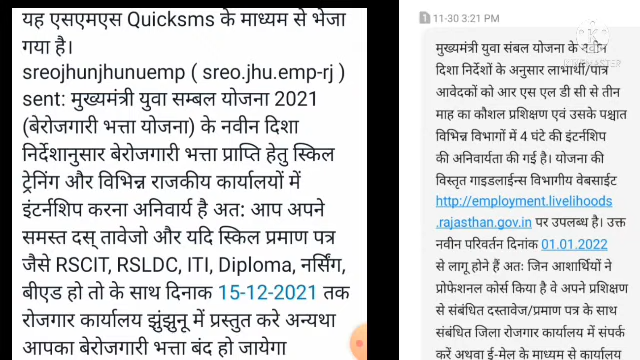 यह एसएमएस Quicksms के माध्यम से भेजा
गया है।
sreojhunjhunuemp ( sreo.jhu.emp-rj )
sent: मुख्यमंत्री युवा सम्बल योजना 2021
(बेरोजगारी भत्ता योजना) के नवीन दिशा
निर्देशानुसार बेरोजगारी भत्ता प्राप्ति हेतु स्किल
ट्रेनिंग और विभिन्न राजकीय कार्यालयों में
इंटर्नशिप करना अनिवार्य है अत: आप अपने
समस्त दस् तावेजो और यदि स्किल प्रमाण पत्र
जैसे RSCIT, RSLDC, ITI, Diploma, नर्सिंग,
बीएड हो तो के साथ दिनाक 15-12-2021 तक
रोजगार कार्यालय झुंझुनू में प्रस्तुत करे अन्यथा
आपका बेरोजगारी भत्ता बंद हो जायेगा
1 11-30 3:21 PM
मुख्यमंत्री युवा संबल योजना के नवीन
दिशा निर्देशों के अनुसार लाभार्थी/पात्र
आवेदकों को आर एस एल डी सी से तीन
माह का कौशल प्रशिक्षण एवं उसके पश्चात
विभिन्न विभागों में 4 घंटे की इंटर्नशिप
की अनिवार्यता की गई है। योजना की
विस्तृत गाइडलाईन्स विभागीय वेबसाईट
http://employment.livelihoods
.rajasthan.gov.in पर उपलब्ध है। उक्त
नवीन परिवर्तन दिनांक 01.01.2022
से लागू होने हैं अतः जिन आशार्थियों ने
प्रोफेशनल कोर्स किया है वे अपने प्रशिक्षण
से संबंधित दस्तावेज/प्रमाण पत्र के साथ
संबंधित जिला रोजगार कार्यालय में संपर्क
करें अथवा ई-मेल के माध्यम से कार्यालय